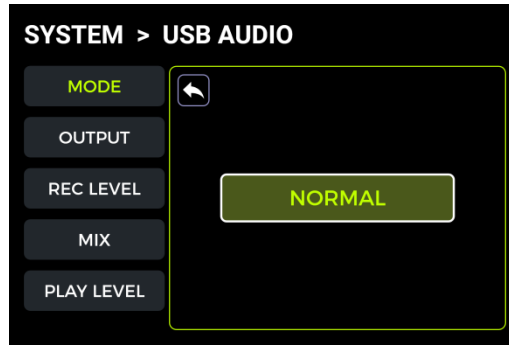 SYSTEM > USB AUDIO
MODE
OUTPUT
REC LEVEL
MIX
PLAY LEVEL
NORMAL